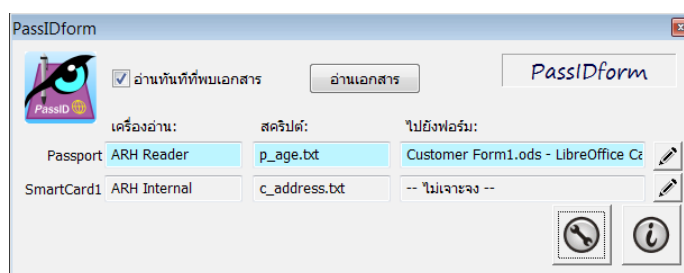 PassIDform
PassID
อ่านทันทีที่พบเอกสาร
อ่านเอกสาร
PassIDform
เครื่องอ่าน: สคริปต์: ไปยังฟอร์ม:
Passport ARH Reader p_age.txt Customer Form1.ods - LibreOffice Ca
SmartCard1 ARH Internal c_address.txt -- ไม่เจาะจง --